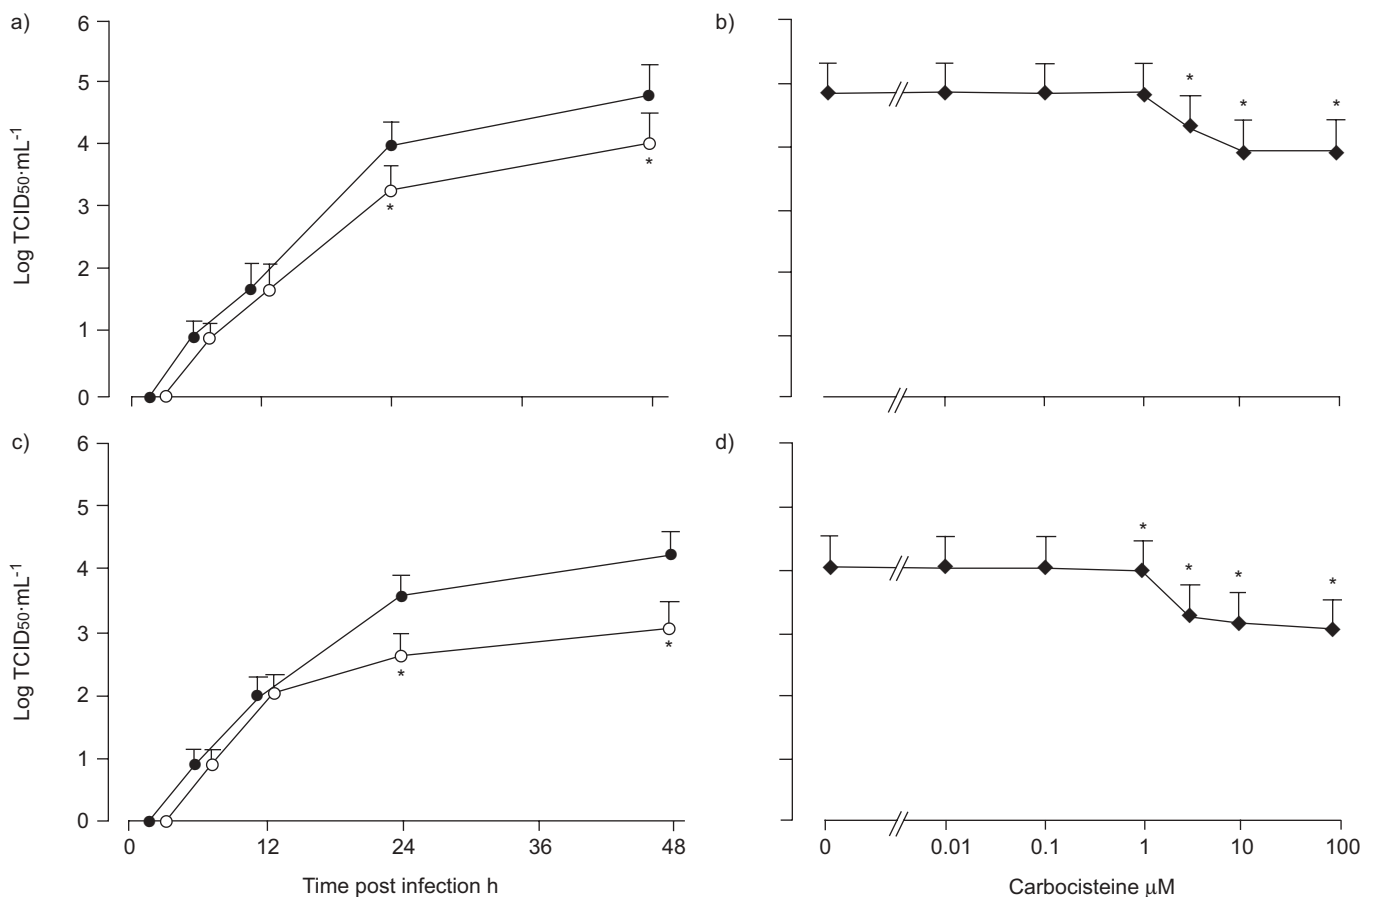 a)
6
5
4
3
2
1
0
Log TCID50·mL-1
*
*
b)
*
*
*
c)
6
5
4
3
2
1
0
Log TCID50·mL-1
*
*
0 12 24 36 48
Time post infection h
d)
*
*
*
*
0 0.01 0.1 1 10 100
Carbocisteine µM